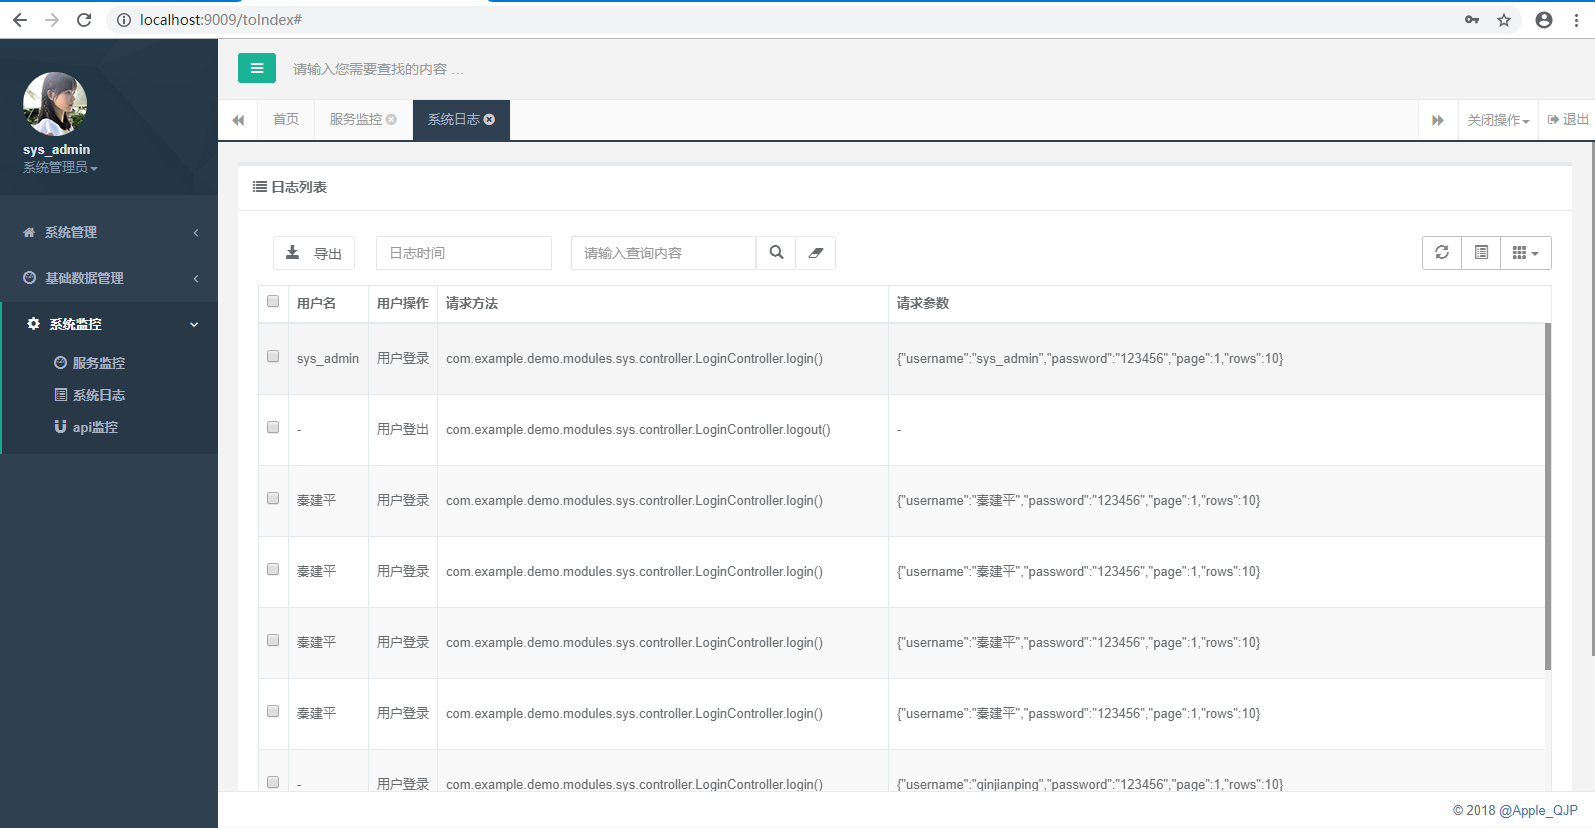 localhost:9009/toIndex#
sys_admin
系统管理员
系统管理
基础数据管理
系统监控
服务监控
系统日志
api监控
请输入您需要查找的内容 …
首页
服务监控
系统日志
关闭操作
退出
日志列表
导出
日志时间
请输入查询内容
用户名 用户操作 请求方法 请求参数
sys_admin 用户登录 com.example.demo.modules.sys.controller.LoginController.login() {"username":"sys_admin","password":"123456","page":1,"rows":10}
- 用户登出 com.example.demo.modules.sys.controller.LoginController.logout() -
秦建平 用户登录 com.example.demo.modules.sys.controller.LoginController.login() {"username":"秦建平","password":"123456","page":1,"rows":10}
秦建平 用户登录 com.example.demo.modules.sys.controller.LoginController.login() {"username":"秦建平","password":"123456","page":1,"rows":10}
秦建平 用户登录 com.example.demo.modules.sys.controller.LoginController.login() {"username":"秦建平","password":"123456","page":1,"rows":10}
秦建平 用户登录 com.example.demo.modules.sys.controller.LoginController.login() {"username":"秦建平","password":"123456","page":1,"rows":10}
- 用户登录 com.example.demo.modules.sys.controller.LoginController.login() {"username":"qinjianping","password":"123456","page":1,"rows":10}
© 2018 @Apple_QJP